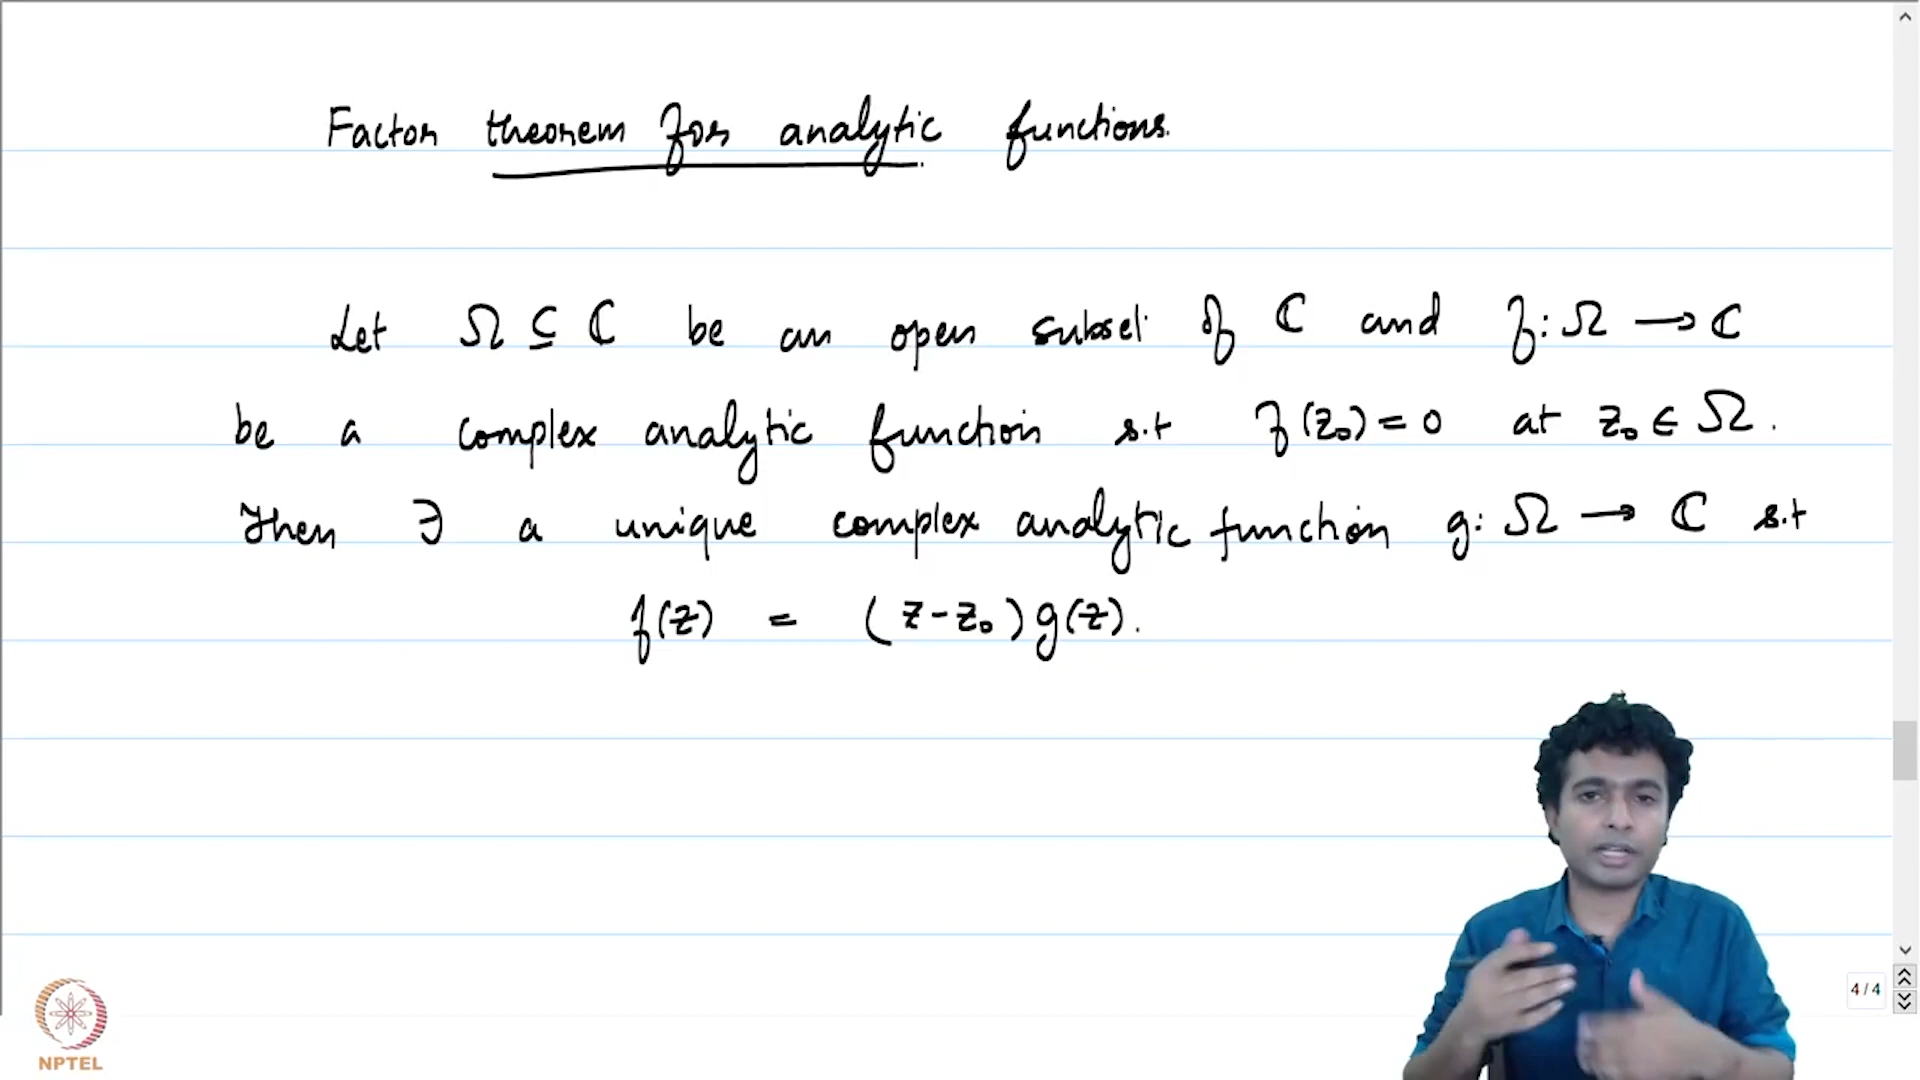 Factor theorem for analytic functions.
Let Ω ⊆ ℂ be an open subset of ℂ and f: Ω → ℂ
be a complex analytic function s.t f(z₀) = 0 at z₀ ∈ Ω.
Then ∃ a unique complex analytic function g: Ω → ℂ s.t
f(z) = (z-z₀) g(z).
4 / 4
NPTEL